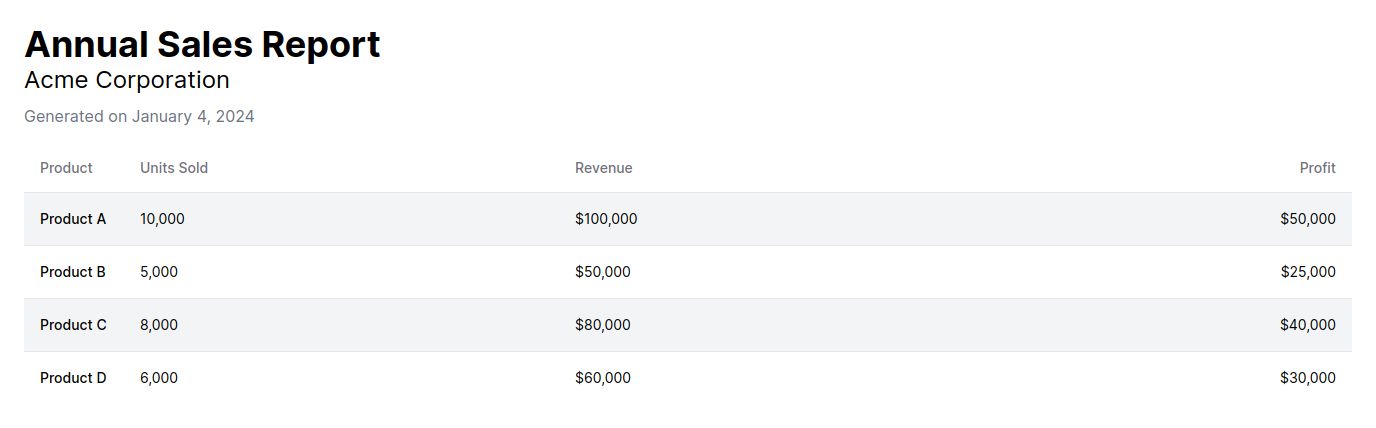 Annual Sales Report
Acme Corporation
Generated on January 4, 2024
Product Units Sold Revenue Profit
Product A 10,000 $100,000 $50,000
Product B 5,000 $50,000 $25,000
Product C 8,000 $80,000 $40,000
Product D 6,000 $60,000 $30,000